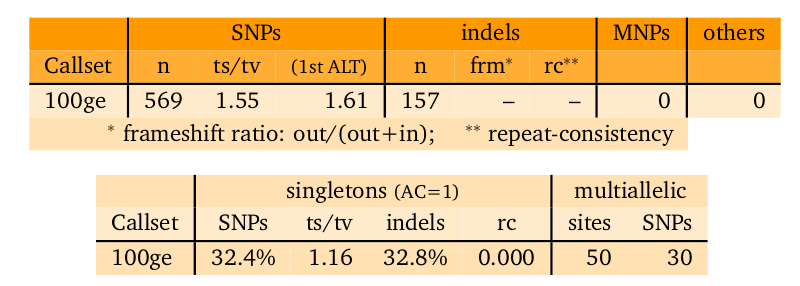 SNPs indels MNPs others
Callset n ts/tv (1st ALT) n frm* rc**
100ge 569 1.55 1.61 157 – – 0 0
* frameshift ratio: out/(out+in); ** repeat-consistency
singletons (AC=1) multiallelic
Callset SNPs ts/tv indels rc sites SNPs
100ge 32.4% 1.16 32.8% 0.000 50 30